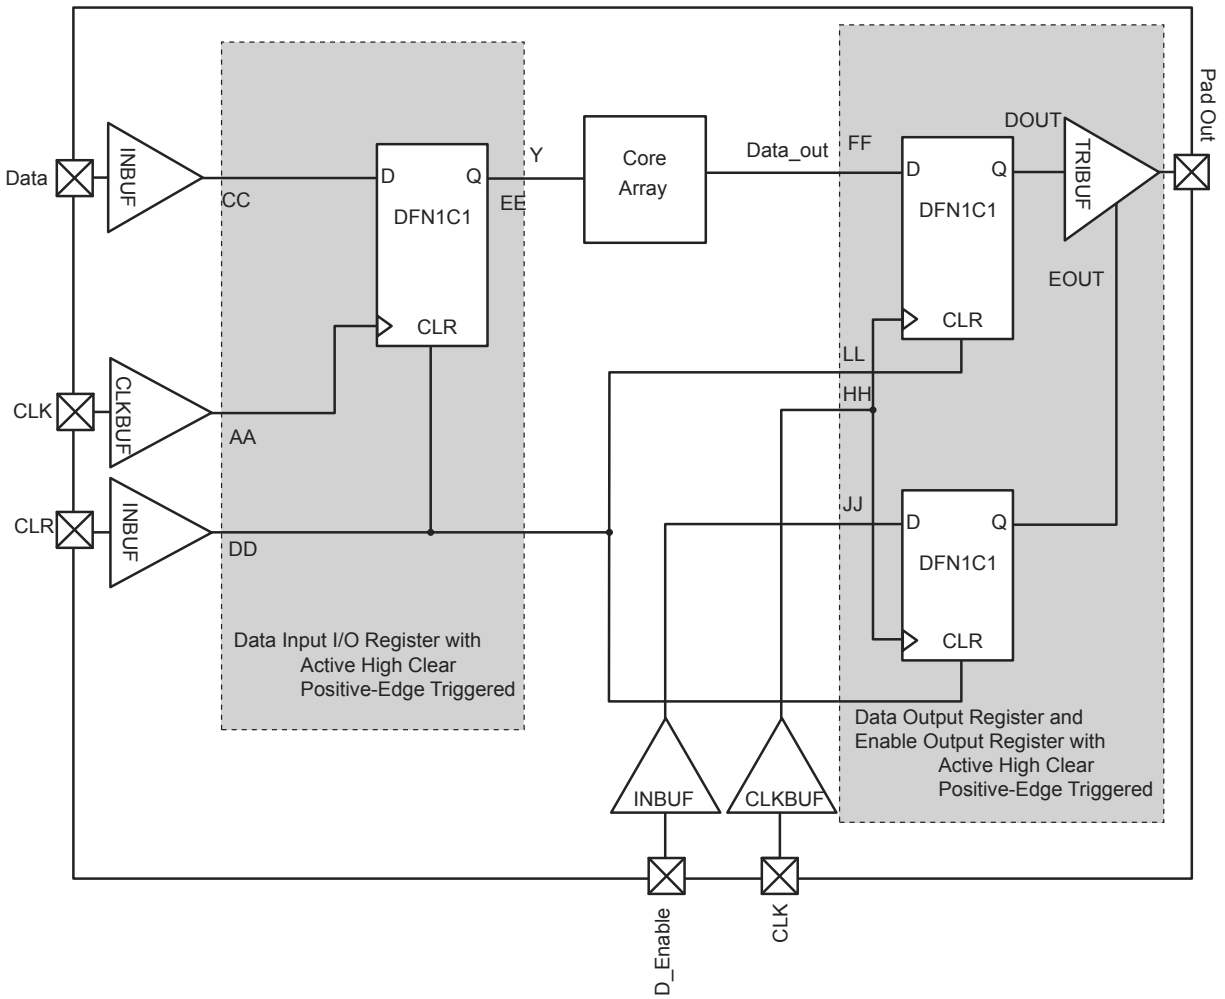 Data
INBUF
CC
D
Q
DFN1C1
CLR
Y
EE
Core
Array
Data_out
FF
D
Q
DFN1C1
CLR
DOUT
TRIBUF
Pad Out
EOUT
CLK
CLKBUF
AA
LL
HH
CLR
INBUF
DD
JJ
D
Q
DFN1C1
CLR
Data Input I/O Register with
Active High Clear
Positive-Edge Triggered
Data Output Register and
Enable Output Register with
Active High Clear
Positive-Edge Triggered
INBUF
CLKBUF
D_Enable
CLK